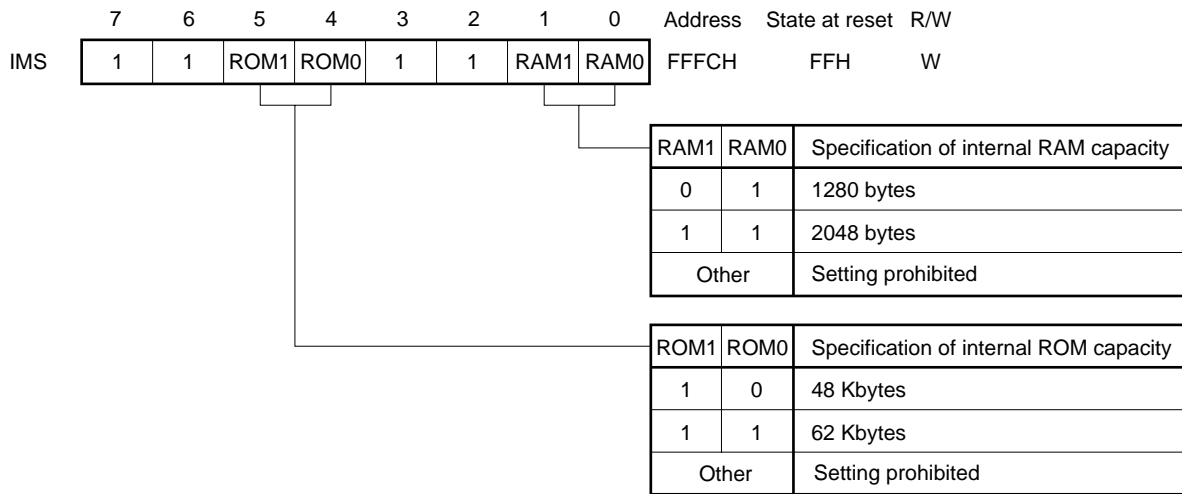 7 6 5 4 3 2 1 0 Address State at reset R/W
IMS 1 1 ROM1 ROM0 1 1 RAM1 RAM0 FFFCH FFH W
RAM1 RAM0 Specification of internal RAM capacity
0 1 1280 bytes
1 1 2048 bytes
Other Setting prohibited
ROM1 ROM0 Specification of internal ROM capacity
1 0 48 Kbytes
1 1 62 Kbytes
Other Setting prohibited